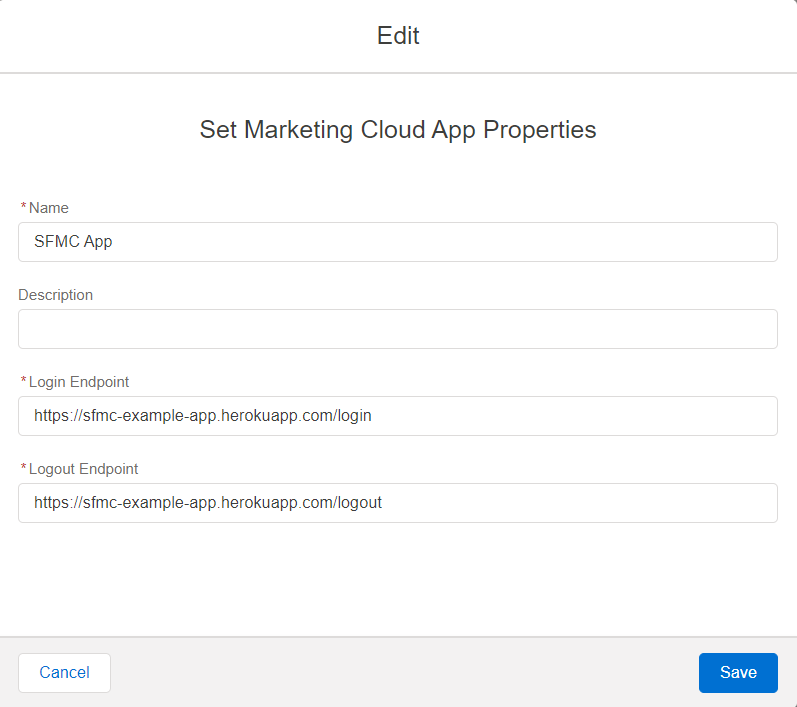 Edit
Set Marketing Cloud App Properties
*Name
SFMC App
Description
*Login Endpoint
https://sfmc-example-app.herokuapp.com/login
*Logout Endpoint
https://sfmc-example-app.herokuapp.com/logout
Cancel Save